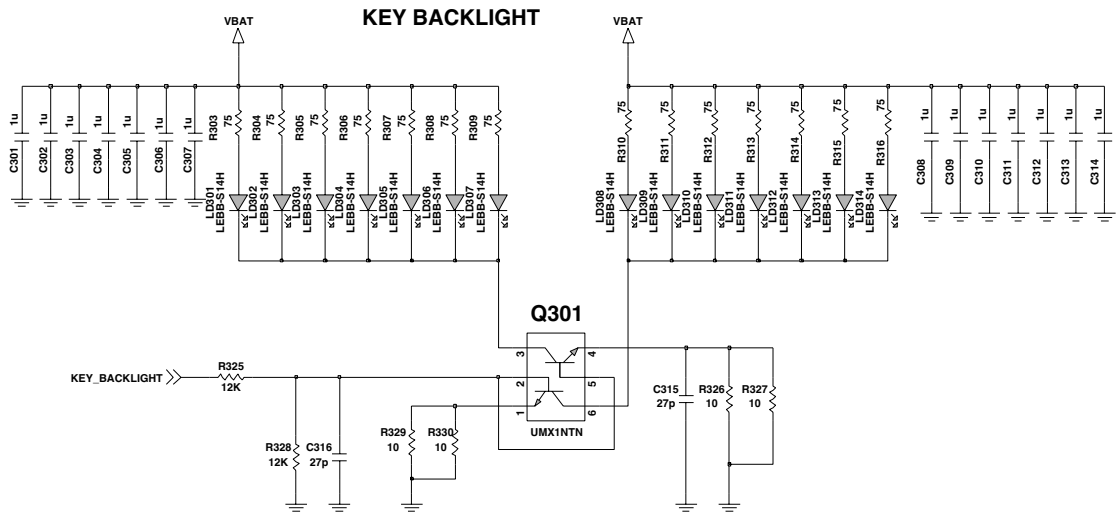 KEY BACKLIGHT
VBAT
VBAT
1u
1u
1u
1u
1u
1u
1u
C301
C302
C303
C304
C305
C306
C307
75
75
75
75
75
75
75
R303
R304
R305
R306
R307
R308
R309
75
75
75
75
75
75
75
R310
R311
R312
R313
R314
R315
R316
1u
1u
1u
1u
1u
1u
1u
C308
C309
C310
C311
C312
C313
C314
LD301
LEBB-S14H
LD302
LEBB-S14H
LD303
LEBB-S14H
LD304
LEBB-S14H
LD305
LEBB-S14H
LD306
LEBB-S14H
LD307
LEBB-S14H
LD308
LEBB-S14H
LD309
LEBB-S14H
LD310
LEBB-S14H
LD311
LEBB-S14H
LD312
LEBB-S14H
LD313
LEBB-S14H
LD314
LEBB-S14H
Q301
3
4
2
5
1
6
UMX1NTN
KEY_BACKLIGHT
R325
12K
R328
12K
C316
27p
R329
10
R330
10
C315
27p
R326
10
R327
10